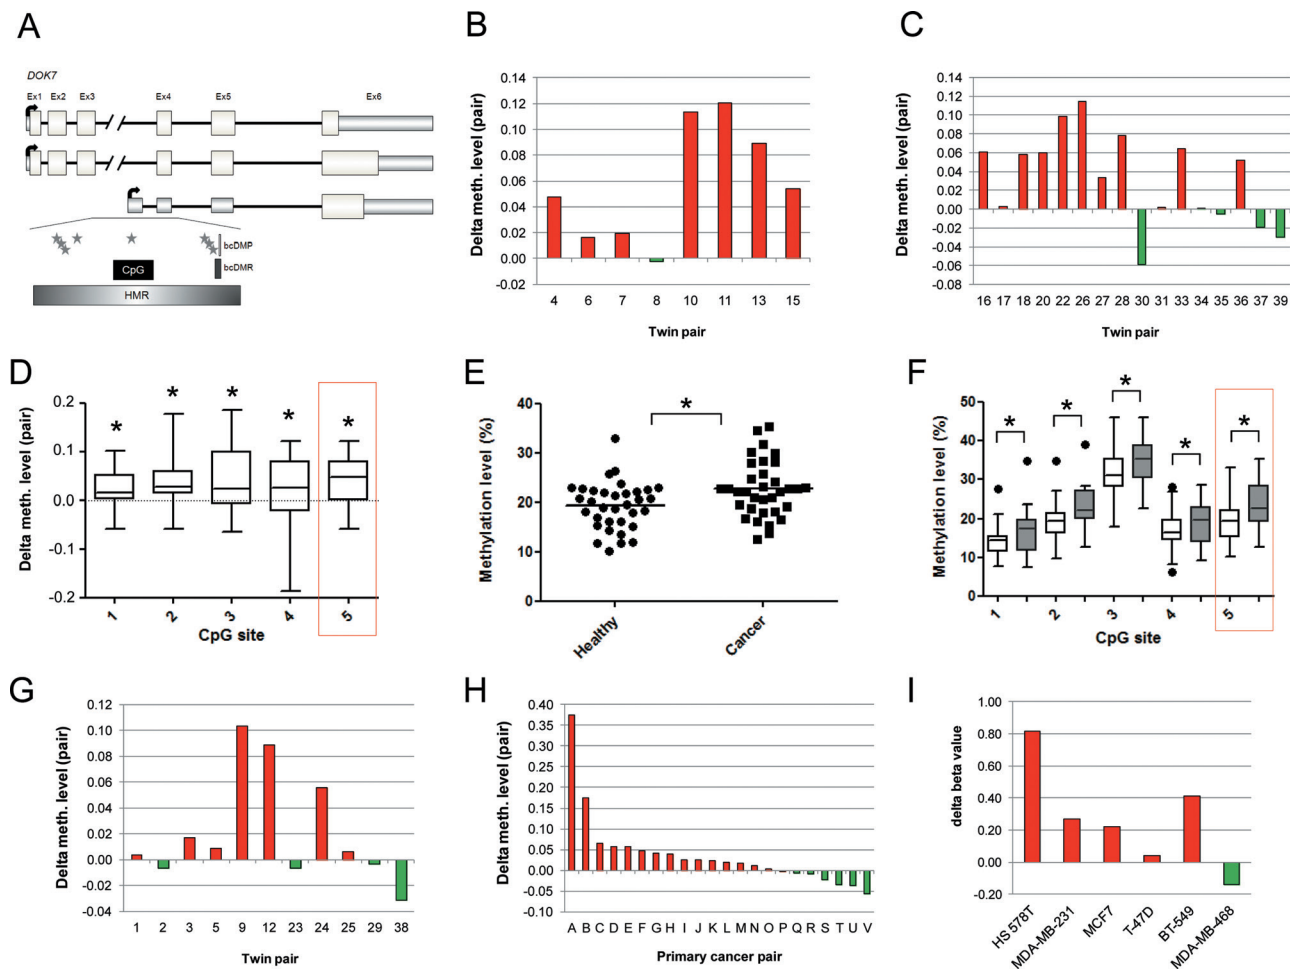 A
DOK7
Ex1 Ex2 Ex3 Ex4 Ex5 Ex6
bcDMP
CpG
bcDMR
HMR
B
Delta meth. level (pair)
0.14
0.12
0.10
0.08
0.06
0.04
0.02
0.00
-0.02
4 6 7 8 10 11 13 15
Twin pair
C
Delta meth. level (pair)
0.14
0.12
0.10
0.08
0.06
0.04
0.02
0.00
-0.02
-0.04
-0.06
-0.08
16 17 18 20 22 26 27 28 30 31 33 34 35 36 37 39
Twin pair
D
Delta meth. level (pair)
0.2
0.1
0.0
-0.1
-0.2
* * * * *
1 2 3 4 5
CpG site
E
Methylation level (%)
40
30
20
10
0
*
Healthy Cancer
F
Methylation level (%)
50
40
30
20
10
0
* * * * *
1 2 3 4 5
CpG site
G
Delta meth. level (pair)
0.12
0.10
0.08
0.06
0.04
0.02
0.00
-0.02
-0.04
1 2 3 5 9 12 23 24 25 29 38
Twin pair
H
Delta meth. level (pair)
0.40
0.35
0.30
0.25
0.20
0.15
0.10
0.05
0.00
-0.05
-0.10
A B C D E F G H I J K L M N O P Q R S T U V
Primary cancer pair
I
delta beta value
1.00
0.80
0.60
0.40
0.20
0.00
-0.20
HS 578T MDA-MB-231 MCF7 T-47D BT-549 MDA-MB-468